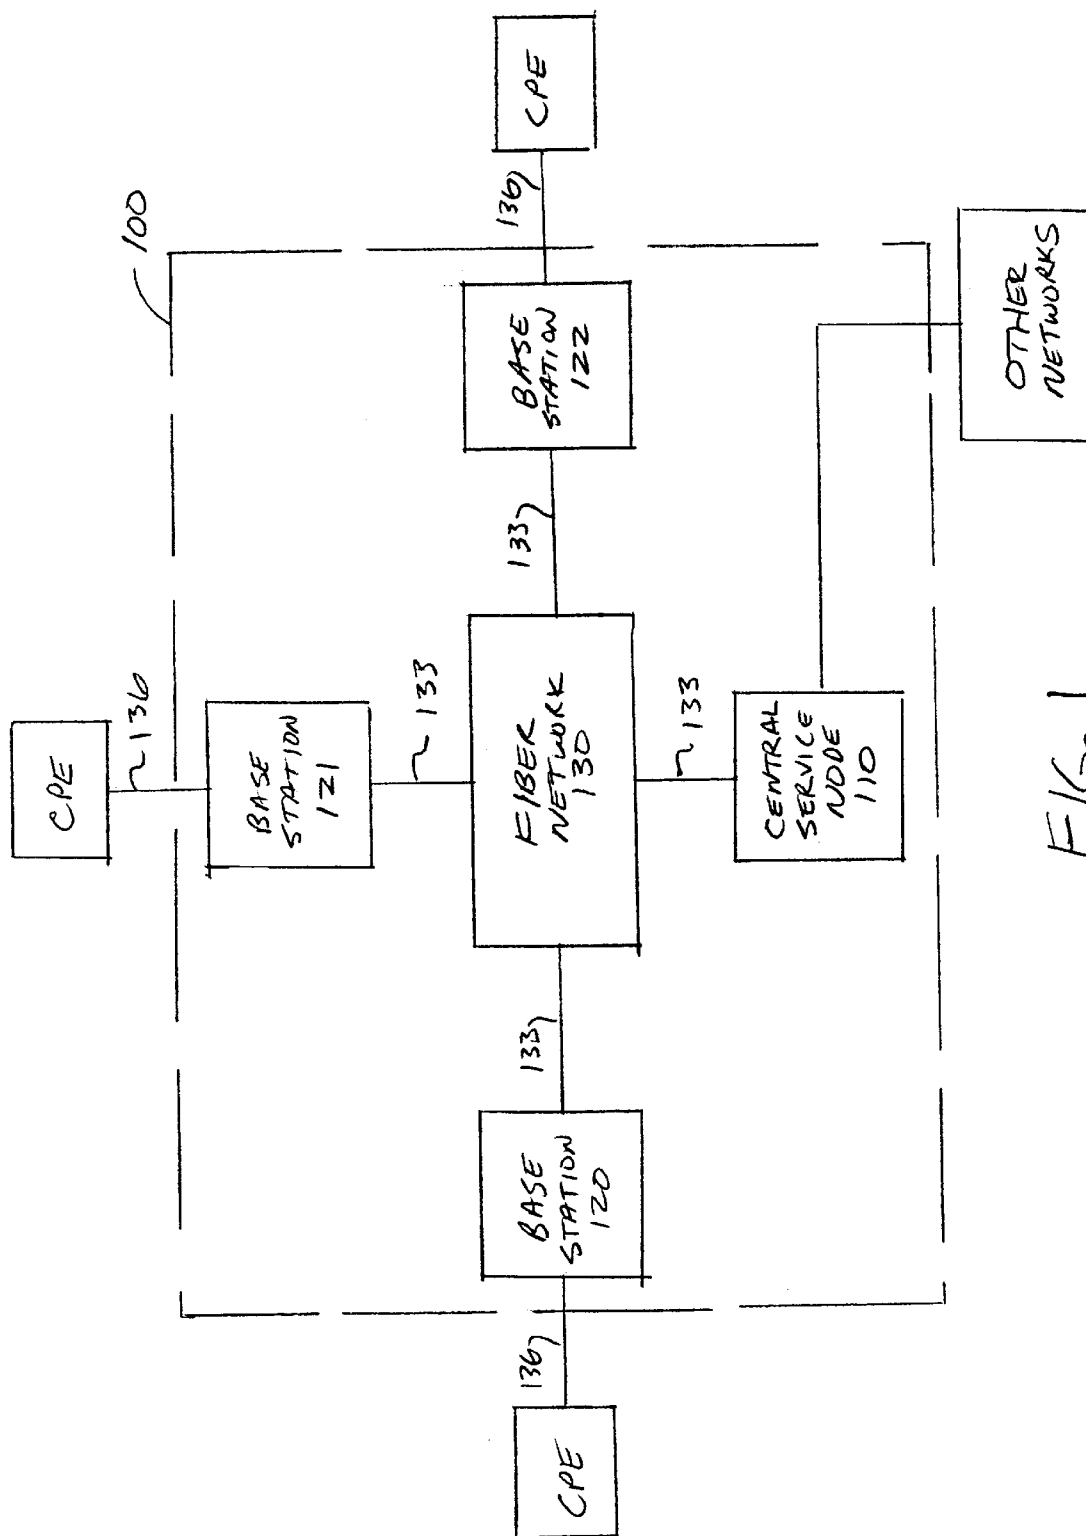 CPE
136
100
BASE
STATION
121
133
CPE
136
BASE
STATION
120
133
FIBER
NETWORK
130
133
BASE
STATION
122
136
CPE
133
CENTRAL
SERVICE
NODE
110
OTHER
NETWORKS
FIG. 1